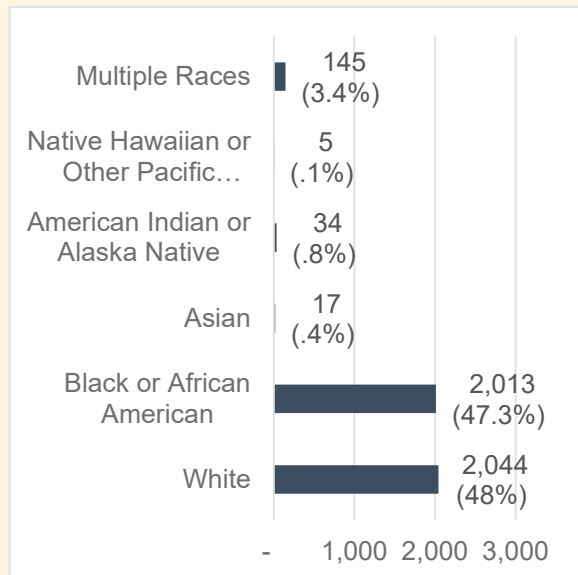 Multiple Races
145
(3.4%)
Native Hawaiian or
Other Pacific…
5
(.1%)
American Indian or
Alaska Native
34
(.8%)
Asian
17
(.4%)
Black or African
American
2,013
(47.3%)
White
2,044
(48%)
- 1,000 2,000 3,000